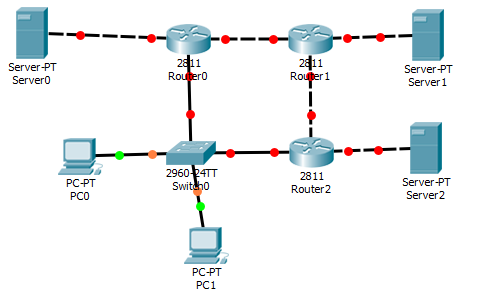 Server-PT
Server0
2811
Router0
2811
Router1
Server-PT
Server1
PC-PT
PC0
2960-24TT
Switch0
2811
Router2
Server-PT
Server2
PC-PT
PC1